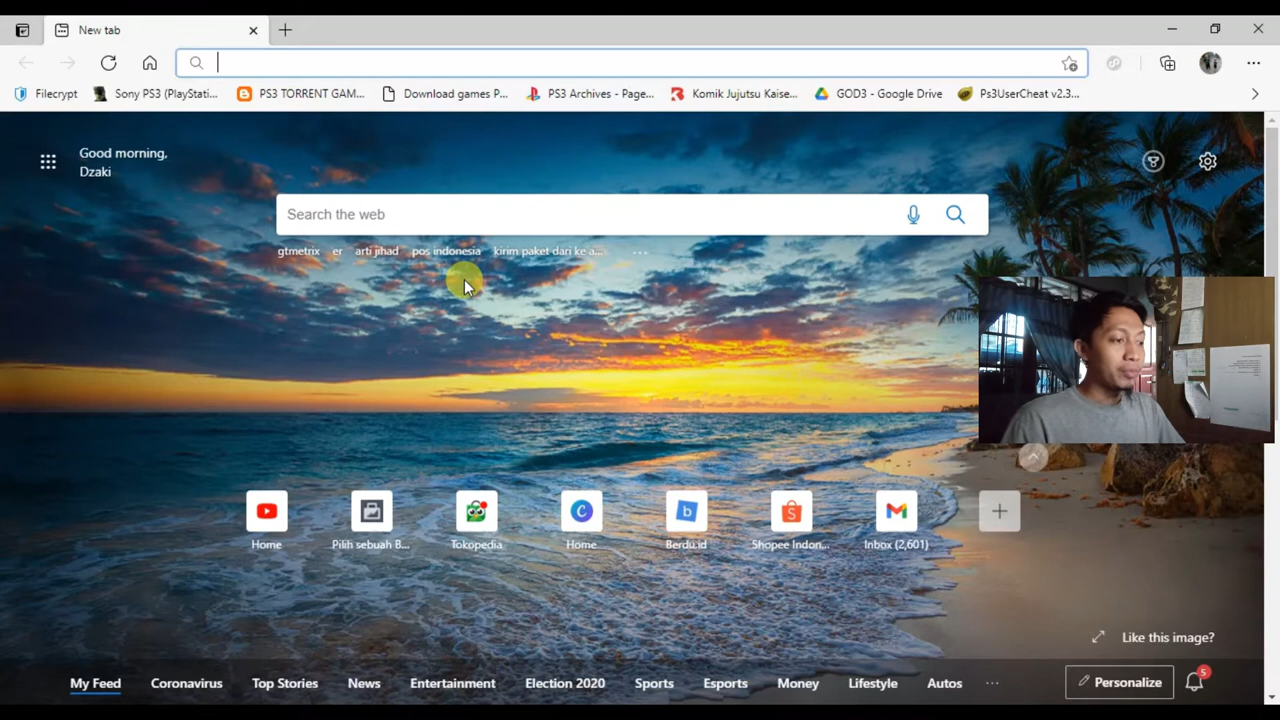 New tab
Filecrypt
Sony PS3 (PlayStati...
PS3 TORRENT GAM...
Download games P...
PS3 Archives - Page...
Komik Jujutsu Kaise...
GOD3 - Google Drive
Ps3UserCheat v2.3...
Good morning,
Dzaki
Search the web
gtmetrix
er
arti jihad
pos indonesia
kirim paket dari ke a...
Home
Pilih sebuah B...
Tokopedia
Home
Berdu.id
Shopee Indon...
Inbox (2,601)
Like this image?
My Feed
Coronavirus
Top Stories
News
Entertainment
Election 2020
Sports
Esports
Money
Lifestyle
Autos
Personalize
5